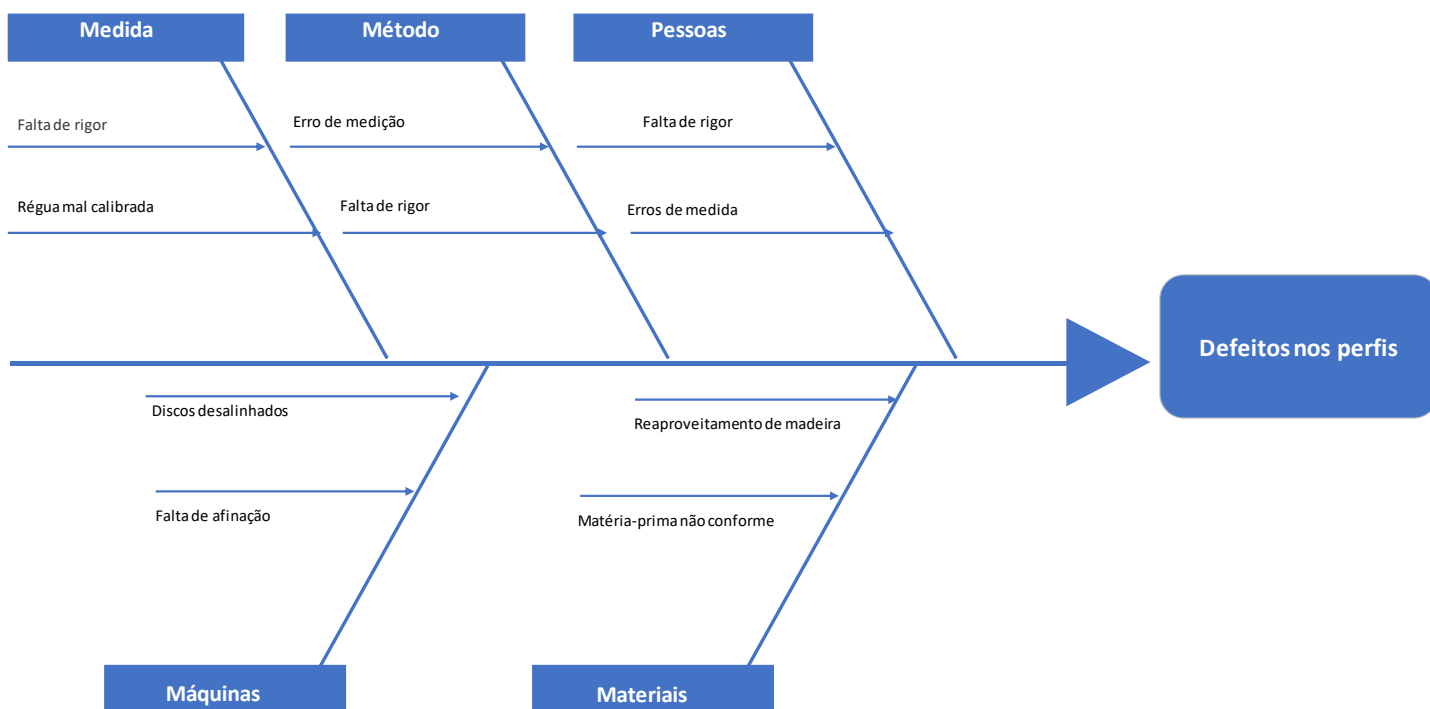 Medida
Método
Pessoas
Falta de rigor
Erro de medição
Falta de rigor
Régua mal calibrada
Falta de rigor
Erros de medida
Defeitos nos perfis
Discos desalinhados
Reaproveitamento de madeira
Falta de afinação
Matéria-prima não conforme
Máquinas
Materiais